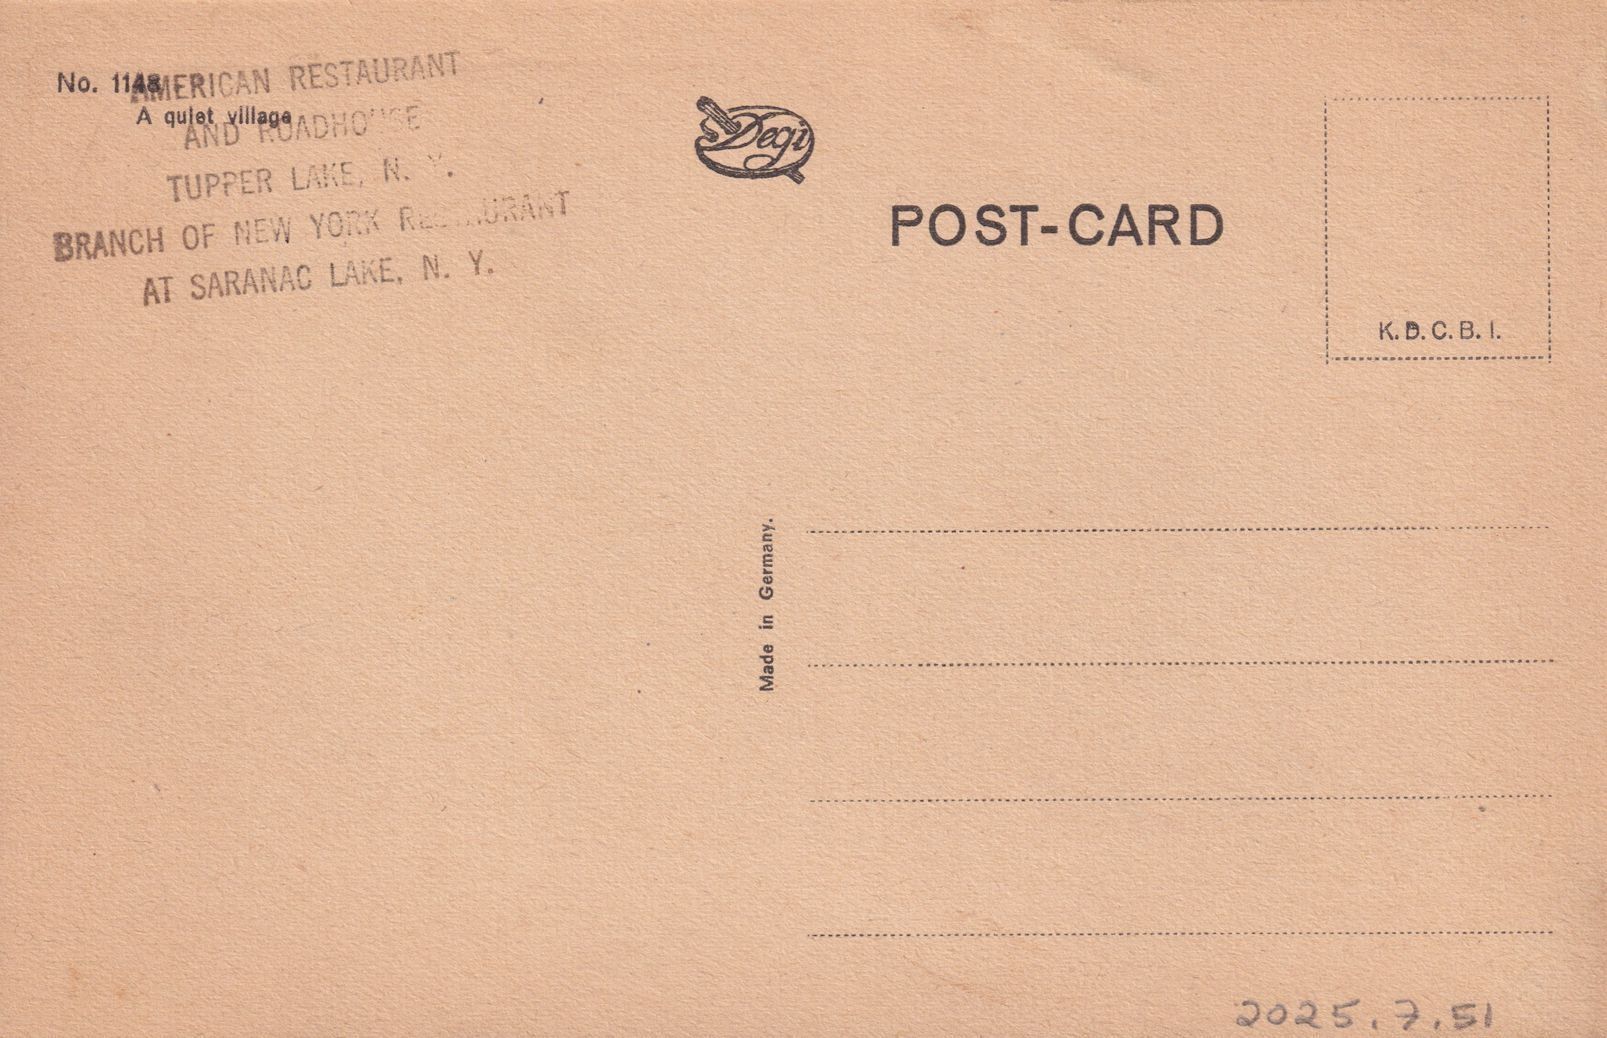 No. 1148
A quiet village
AMERICAN RESTAURANT
AND ROADHOUSE
TUPPER LAKE, N. Y.
BRANCH OF NEW YORK RESTAURANT
AT SARANAC LAKE, N. Y.
Degi
POST-CARD
K. D. C. B. I.
Made in Germany.
2025.7.51